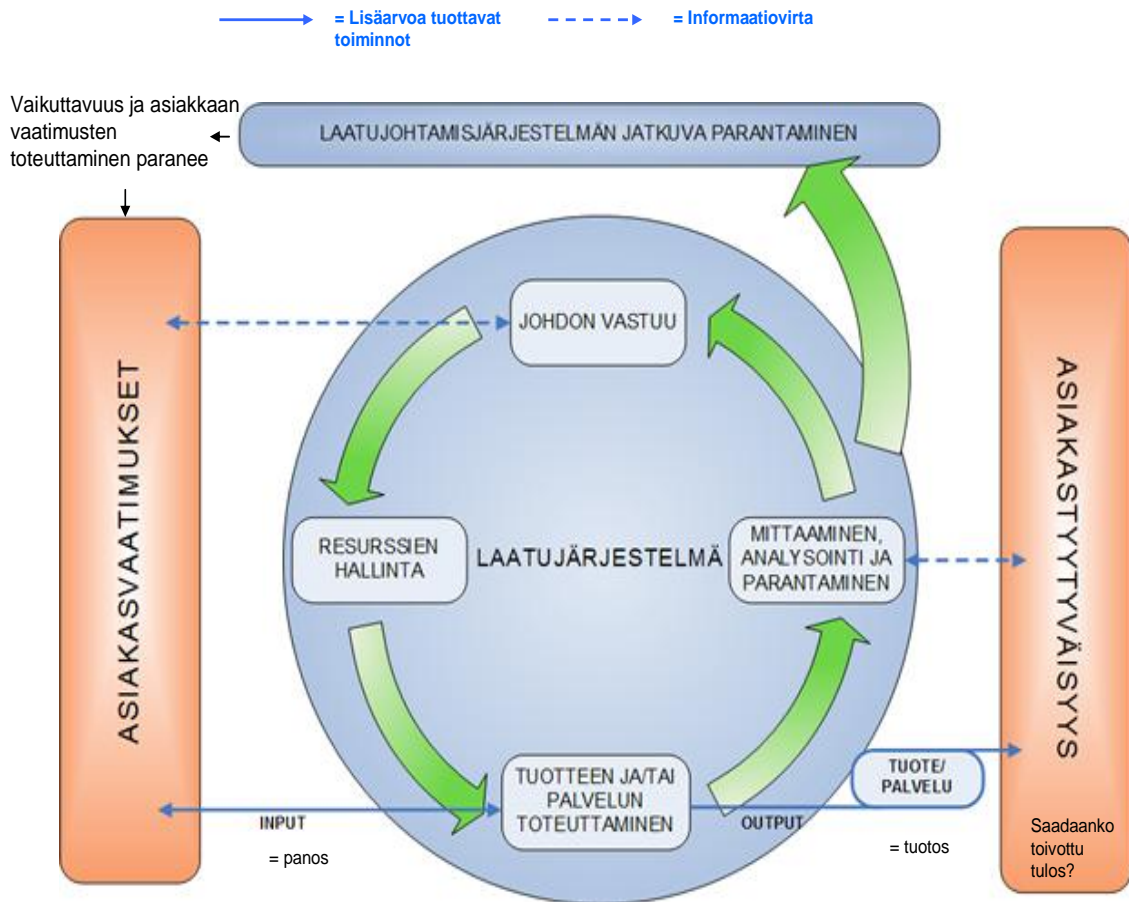 = Lisäarvoa tuottavat
toiminnot
= Informaatiovirta
Vaikuttavuus ja asiakkaan
vaatimusten
toteuttaminen paranee
LAATUJOHTAMISJÄRJESTELMÄN JATKUVA PARANTAMINEN
ASIAKASVAATIMUKSET
JOHDON VASTUU
RESURSSIEN
HALLINTA
LAATUJÄRJESTELMÄ
MITTAAMINEN,
ANALYSOINTI JA
PARANTAMINEN
ASIAKASTYYTYVÄISYYS
TUOTTEEN JA/TAI
PALVELUN
TOTEUTTAMINEN
TUOTE/
PALVELU
INPUT
= panos
OUTPUT
= tuotos
Saadaanko
toivottu
tulos?